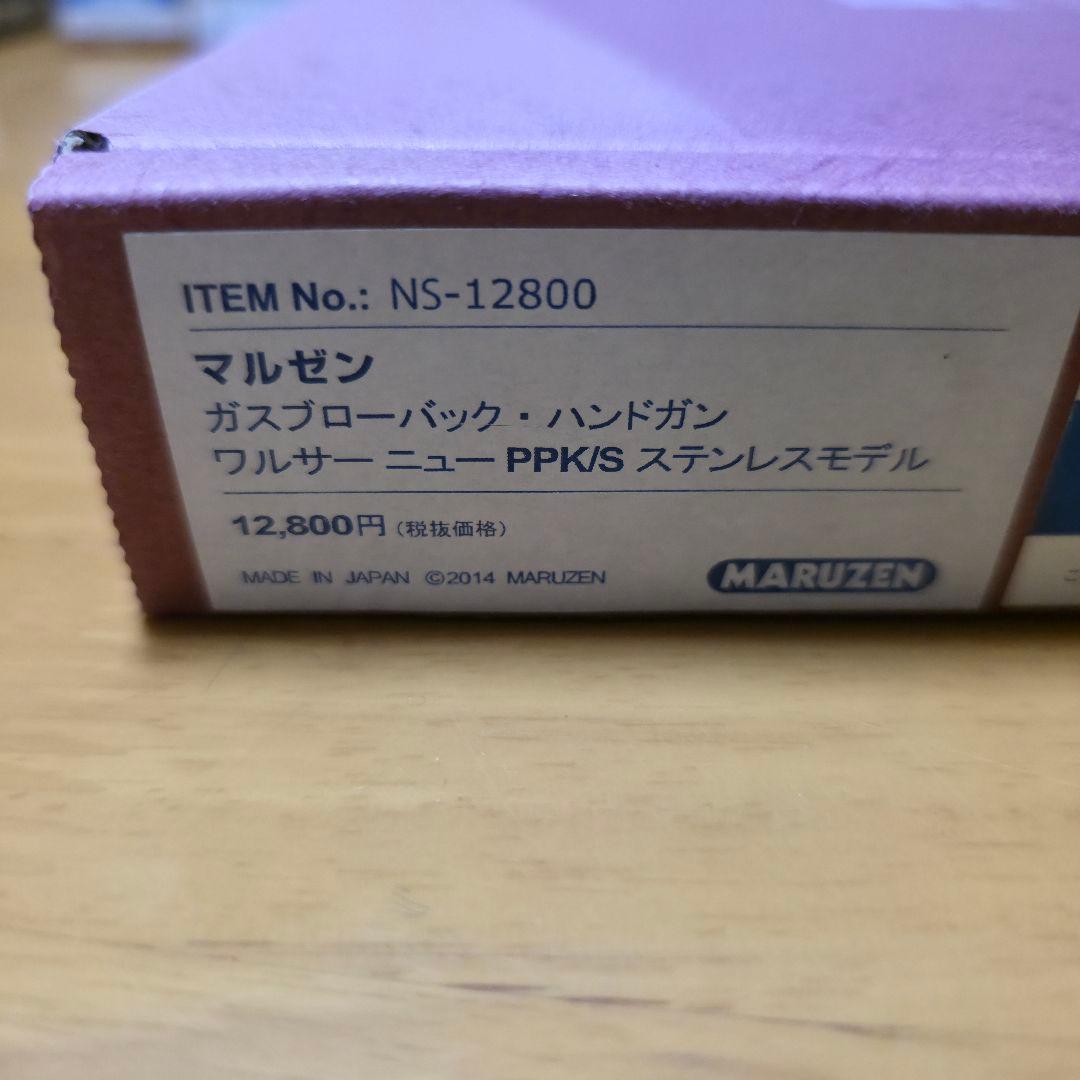 ITEM No.: NS-12800
マルゼン
ガスブローバック・ハンドガン
ワルサー ニュー PPK/S ステンレスモデル
12,800円 (税抜価格)
MADE IN JAPAN ©2014 MARUZEN
MARUZEN